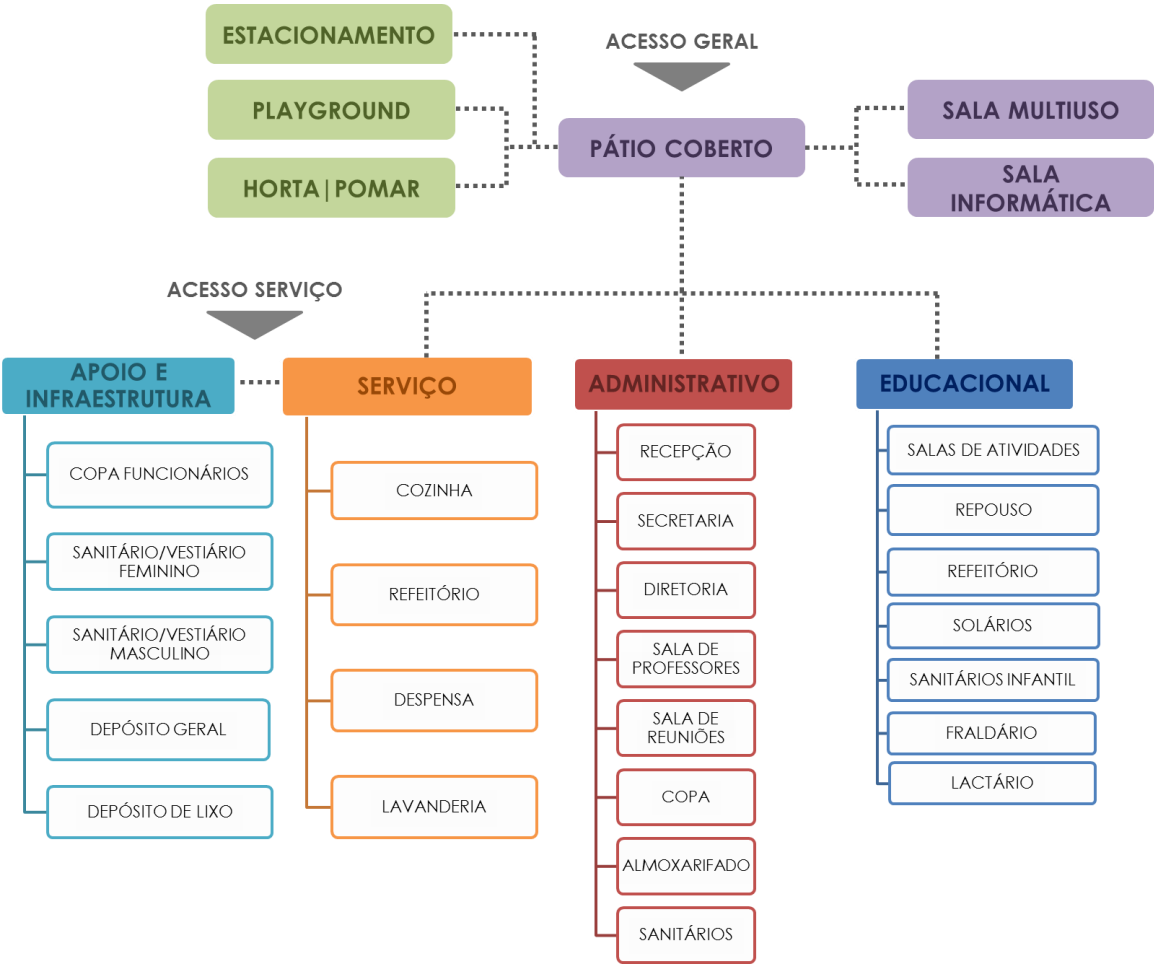 ESTACIONAMENTO
PLAYGROUND
HORTA|POMAR
ACESSO GERAL
PÁTIO COBERTO
SALA MULTIUSO
SALA
INFORMÁTICA
ACESSO SERVIÇO
APOIO E
INFRAESTRUTURA
COPA FUNCIONÁRIOS
SANITÁRIO/VESTIÁRIO
FEMININO
SANITÁRIO/VESTIÁRIO
MASCULINO
DEPÓSITO GERAL
DEPÓSITO DE LIXO
SERVIÇO
COZINHA
REFEITÓRIO
DESPENSA
LAVANDERIA
ADMINISTRATIVO
RECEPÇÃO
SECRETARIA
DIRETORIA
SALA DE
PROFESSORES
SALA DE
REUNIÕES
COPA
ALMOXARIFADO
SANITÁRIOS
EDUCACIONAL
SALAS DE ATIVIDADES
REPOUSO
REFEITÓRIO
SOLÁRIOS
SANITÁRIOS INFANTIL
FRALDÁRIO
LACTÁRIO